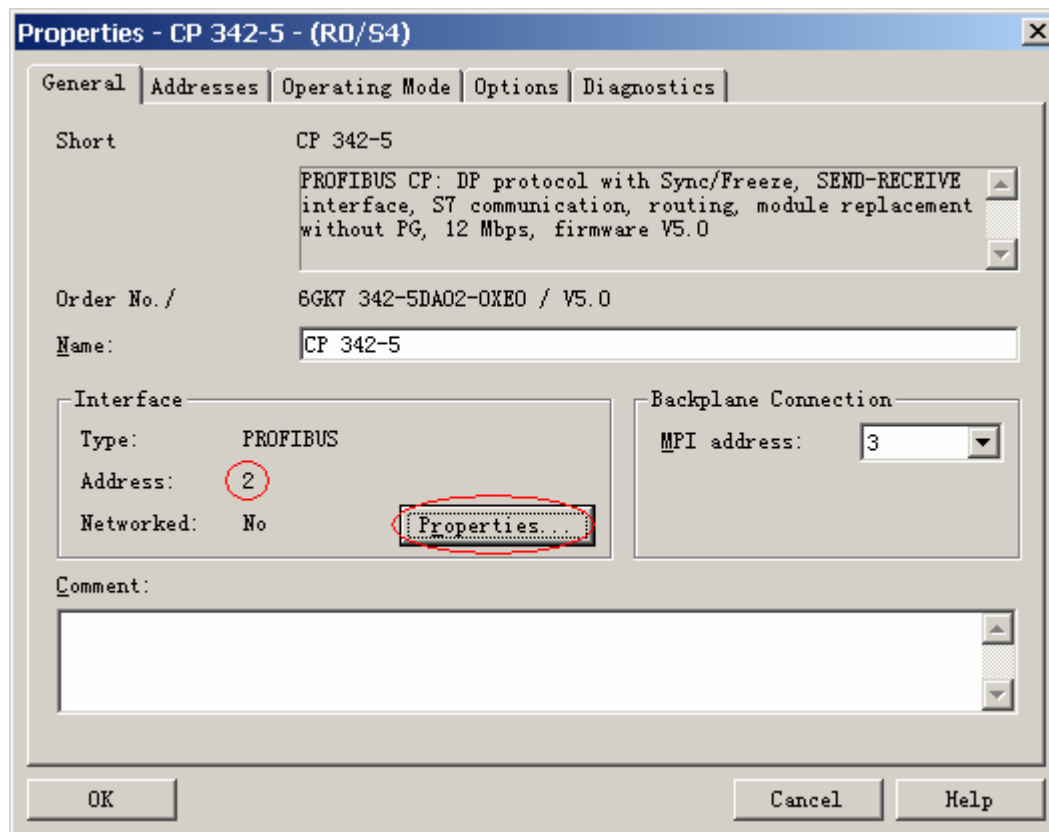 Properties - CP 342-5 - (R0/S4)
General Addresses Operating Mode Options Diagnostics
Short CP 342-5
PROFIBUS CP: DP protocol with Sync/Freeze, SEND-RECEIVE
interface, S7 communication, routing, module replacement
without PG, 12 Mbps, firmware V5.0
Order No./ 6GK7 342-5DA02-0XE0 / V5.0
Name: CP 342-5
Interface
Type: PROFIBUS
Address: 2
Networked: No Properties...
Backplane Connection
MPI address: 3
Comment:
OK Cancel Help